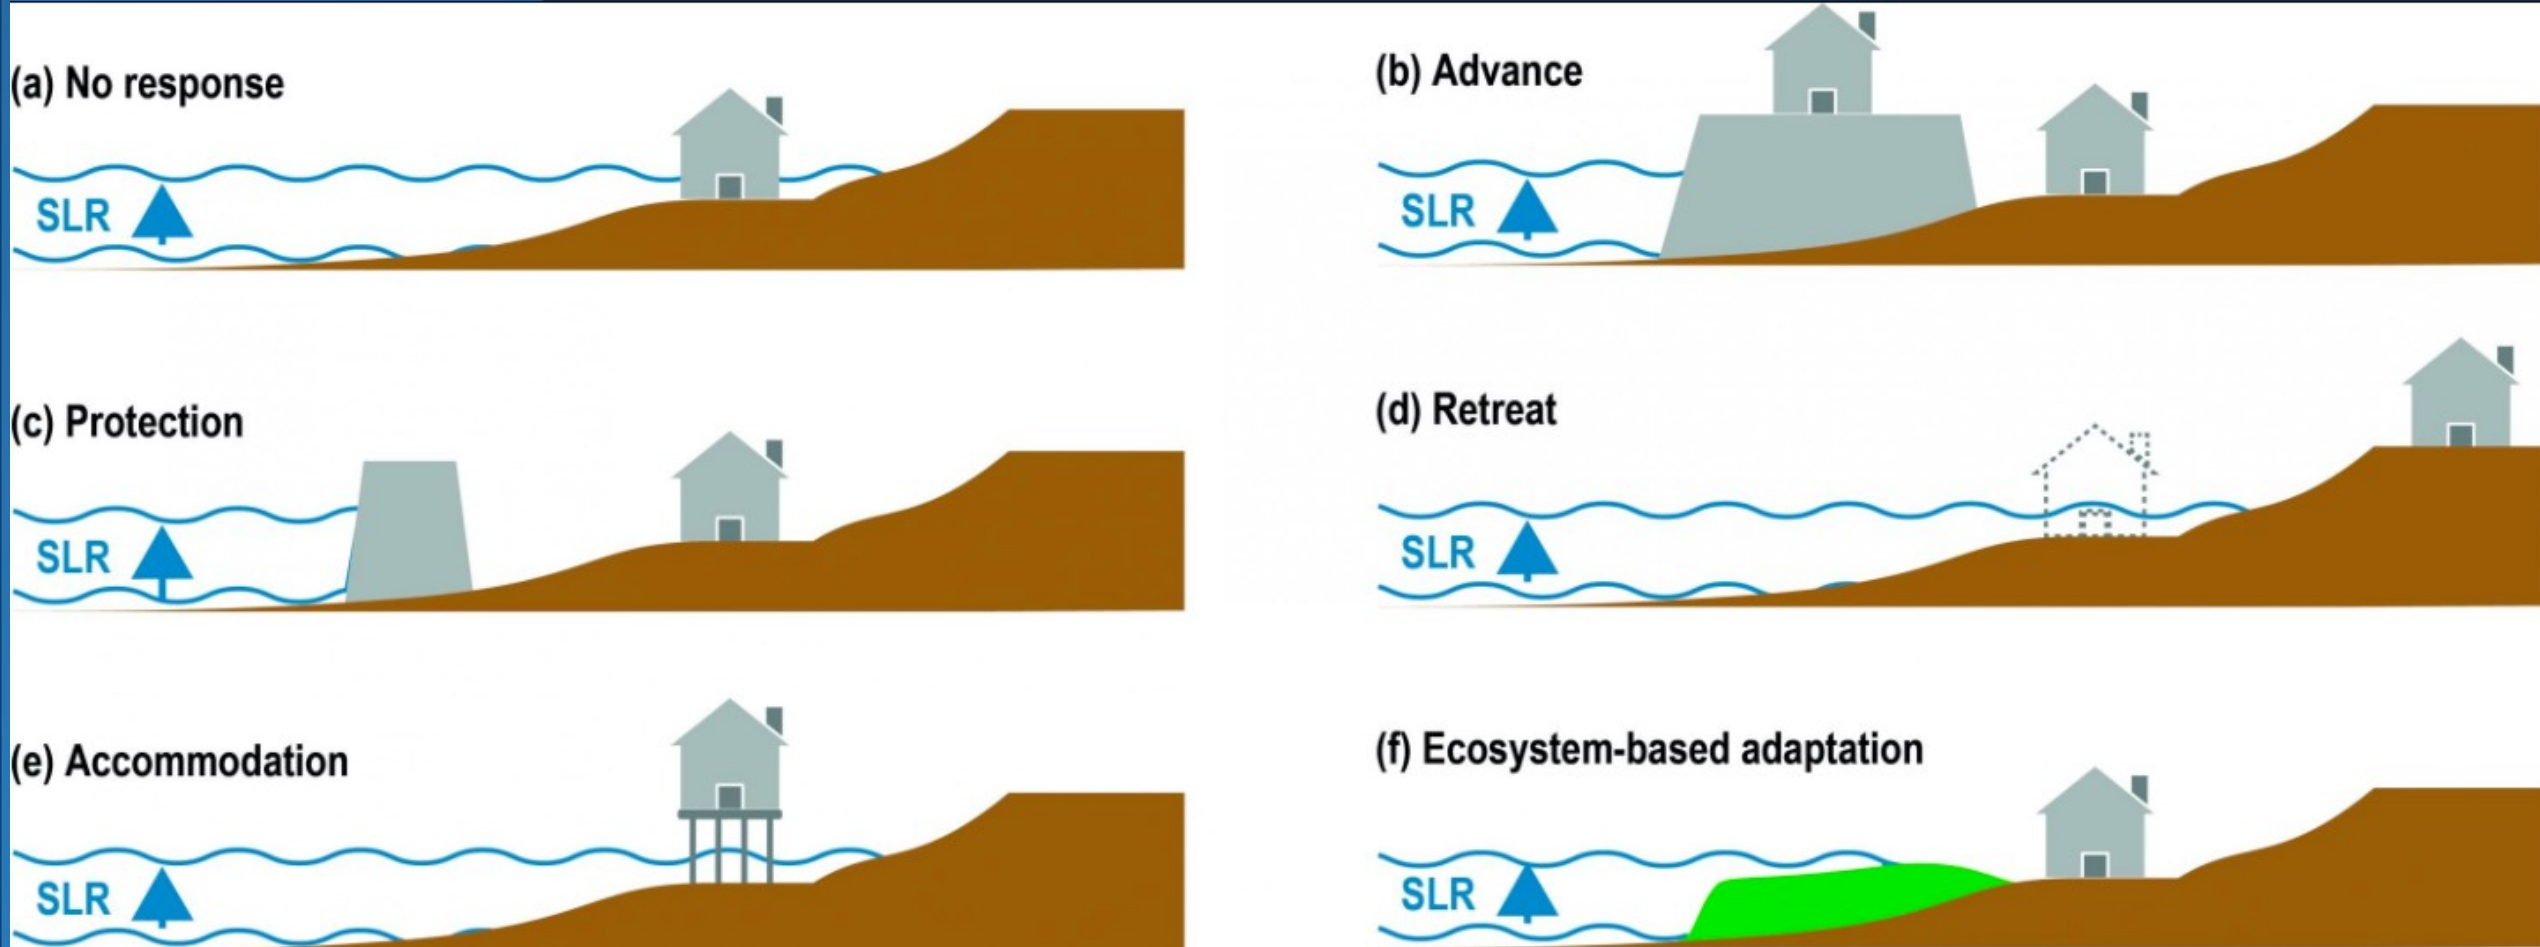 (a) No response
SLR
(b) Advance
SLR
(c) Protection
SLR
(d) Retreat
SLR
(e) Accommodation
SLR
(f) Ecosystem-based adaptation
SLR